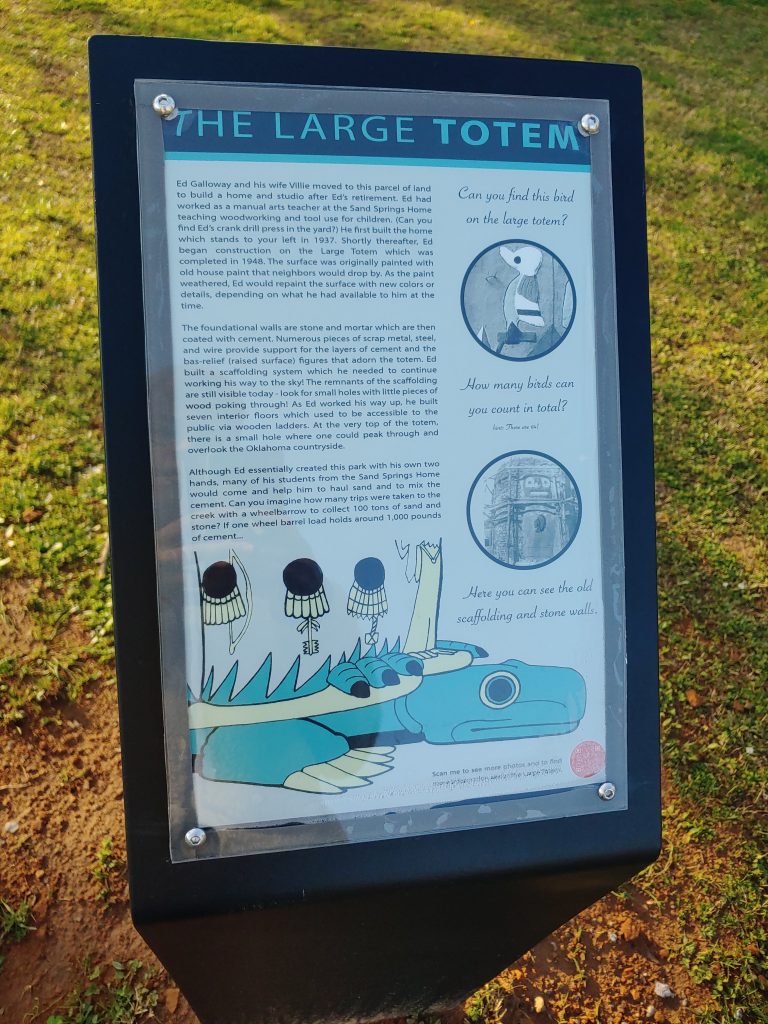 THE LARGE TOTEM
Ed Galloway and his wife Villie moved to this parcel of land
to build a home and studio after Ed's retirement. Ed had
worked as a manual arts teacher at the Sand Springs Home
teaching woodworking and tool use for children. (Can you
find Ed's crank drill press in the yard?) He first built the home
which stands to your left in 1937. Shortly thereafter, Ed
began construction on the Large Totem which was
completed in 1948. The surface was originally painted with
old house paint that neighbors would drop by. As the paint
weathered, Ed would repaint the surface with new colors or
details, depending on what he had available to him at the
time.
The foundational walls are stone and mortar which are then
coated with cement. Numerous pieces of scrap metal, steel,
and wire provide support for the layers of cement and the
bas-relief (raised surface) figures that adorn the totem. Ed
built a scaffolding system which he needed to continue
working his way to the sky! The remnants of the scaffolding
are still visible today - look for small holes with little pieces of
wood poking through! As Ed worked his way up, he built
seven interior floors which used to be accessible to the
public via wooden ladders. At the very top of the totem,
there is a small hole where one could peak through and
overlook the Oklahoma countryside.
Although Ed essentially created this park with his own two
hands, many of his students from the Sand Springs Home
would come and help him to haul sand and to mix the
cement. Can you imagine how many trips were taken to the
creek with a wheelbarrow to collect 100 tons of sand and
stone? If one wheel barrel load holds around 1,000 pounds
of cement...
Can you find this bird
on the large totem?
How many birds can
you count in total?
hint: There are
Here you can see the old
scaffolding and stone walls.
Scan me to see more photos and to find
more information